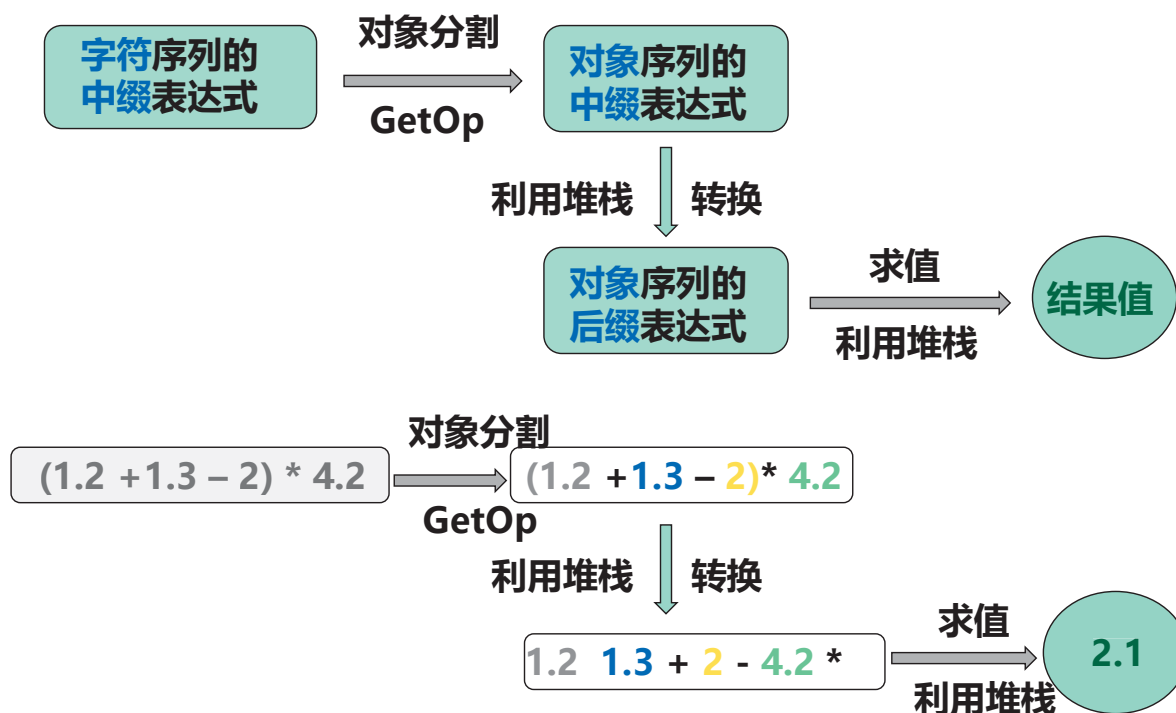 字符序列的
中缀表达式
对象分割
GetOp
对象序列的
中缀表达式
利用堆栈
转换
对象序列的
后缀表达式
求值
利用堆栈
结果值
(1.2 +1.3 – 2) * 4.2
对象分割
GetOp
(1.2 +1.3 – 2)* 4.2
利用堆栈
转换
1.2 1.3 + 2 - 4.2 *
求值
利用堆栈
2.1